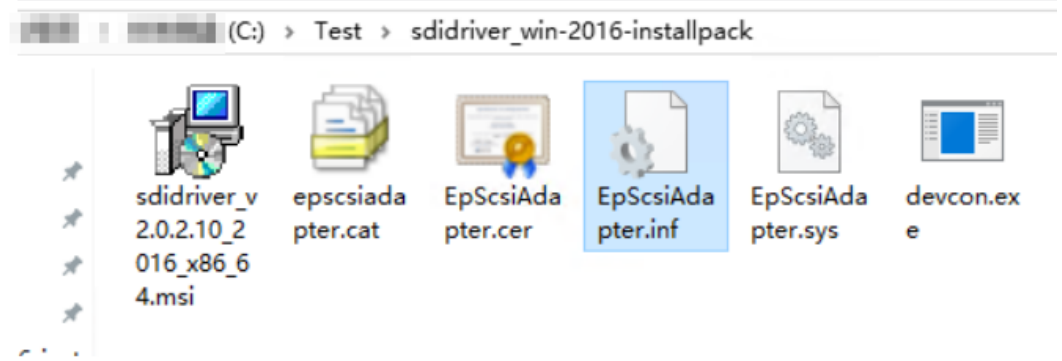 (C:) > Test > sdidriver_win-2016-installpack
sdidriver_v
2.0.2.10_2
016_x86_6
4.msi
epscsiada
pter.cat
EpScsiAda
pter.cer
EpScsiAda
pter.inf
EpScsiAda
pter.sys
devcon.ex
e